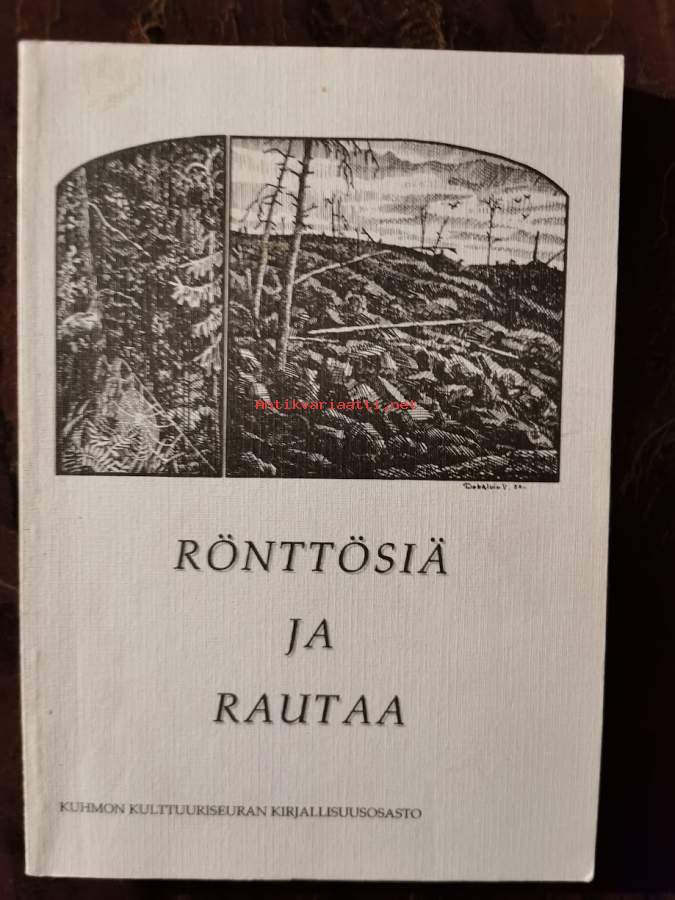 Antikvariaatti.net
RÖNTTÖSIÄ
JA
RAUTAA
KUHMON KULTTUURISEURAN KIRJALLISUUSOSASTO